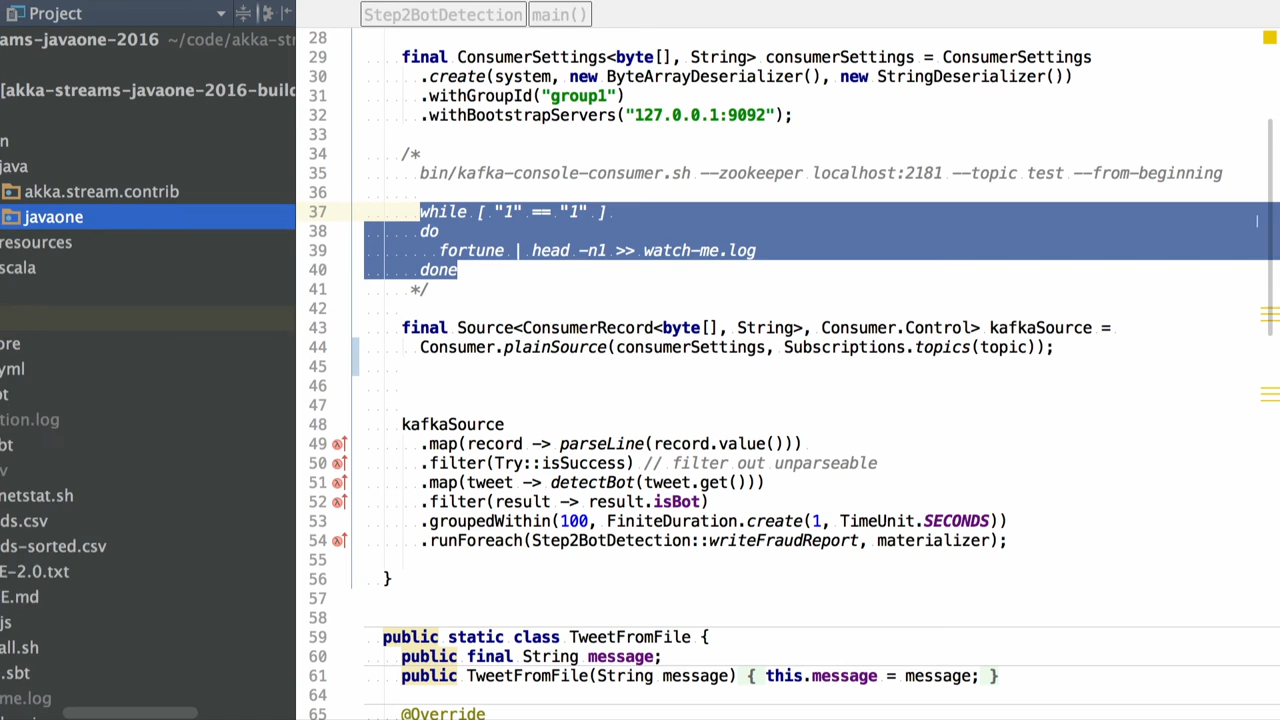 Project
Step2BotDetection main()
ams-javaone-2016 ~/code/akka-st
[akka-streams-javaone-2016-build
n
java
akka.stream.contrib
javaone
resources
scala
ore
yml
pt
tion.log
bt
v
netstat.sh
ds.csv
ds-sorted.csv
E-2.0.txt
E.md
js
all.sh
.sbt
me.log
28
29 final ConsumerSettings<byte[], String> consumerSettings = ConsumerSettings
30 .create(system, new ByteArrayDeserializer(), new StringDeserializer())
31 .withGroupId("group1")
32 .withBootstrapServers("127.0.0.1:9092");
33
34 /*
35 bin/kafka-console-consumer.sh --zookeeper localhost:2181 --topic test --from-beginning
36
37 while [ "1" == "1" ]
38 do
39 fortune | head -n1 >> watch-me.log
40 done
41 */
42
43 final Source<ConsumerRecord<byte[], String>, Consumer.Control> kafkaSource =
44 Consumer.plainSource(consumerSettings, Subscriptions.topics(topic));
45
46
47
48 kafkaSource
49 .map(record -> parseLine(record.value()))
50 .filter(Try::isSuccess) // filter out unparseable
51 .map(tweet -> detectBot(tweet.get()))
52 .filter(result -> result.isBot)
53 .groupedWithin(100, FiniteDuration.create(1, TimeUnit.SECONDS))
54 .runForeach(Step2BotDetection::writeFraudReport, materializer);
55
56 }
57
58
59 public static class TweetFromFile {
60 public final String message;
61 public TweetFromFile(String message) { this.message = message; }
64
65 @Override